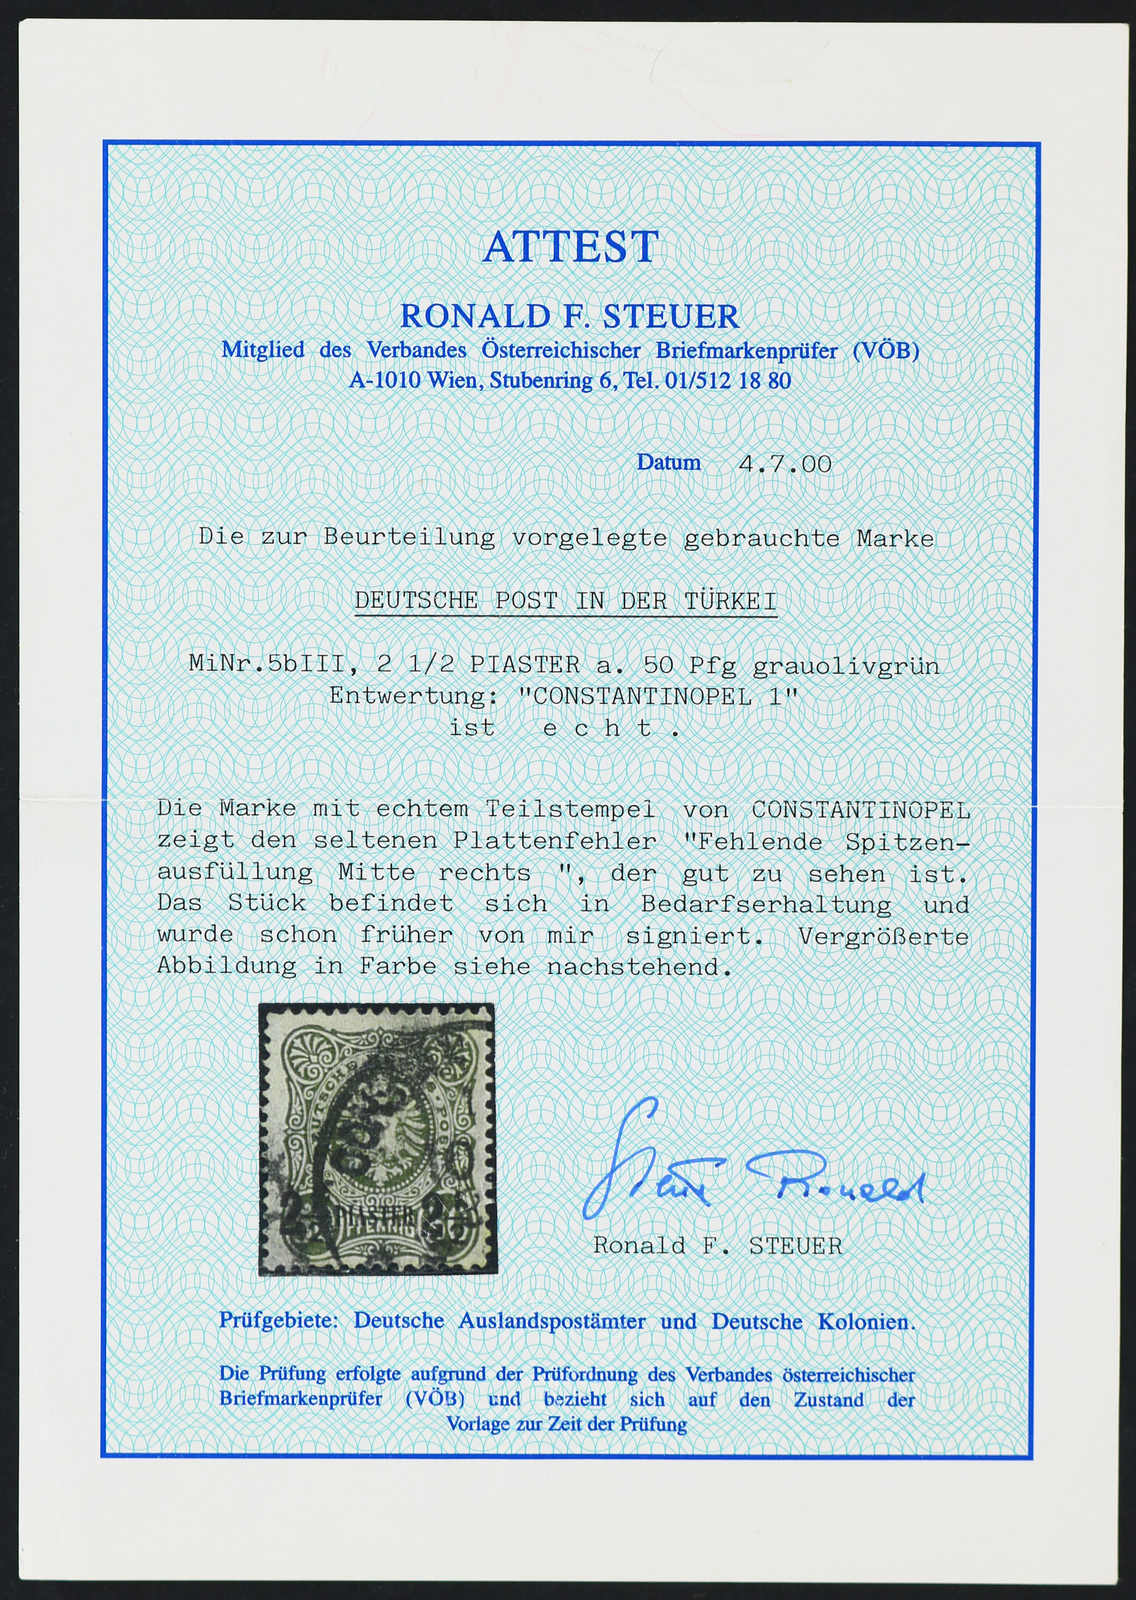 ATTEST
RONALD F. STEUER
Mitglied des Verbandes Österreichischer Briefmarkenprüfer (VÖB)
A-1010 Wien, Stubenring 6, Tel. 01/512 18 80
Datum 4.7.00
Die zur Beurteilung vorgelegte gebrauchte Marke
DEUTSCHE POST IN DER TÜRKEI
MiNr.5bIII, 2 1/2 PIASTER a. 50 Pfg grauolivgrün
Entwertung: "CONSTANTINOPEL 1"
ist e c h t .
Die Marke mit echtem Teilstempel von CONSTANTINOPEL
zeigt den seltenen Plattenfehler "Fehlende Spitzen-
ausfüllung Mitte rechts ", der gut zu sehen ist.
Das Stück befindet sich in Bedarfserhaltung und
wurde schon früher von mir signiert. Vergrößerte
Abbildung in Farbe siehe nachstehend.
DEUTSCHE POST
PIASTER
Steuer Ronald
Ronald F. STEUER
Prüfgebiete: Deutsche Auslandspostämter und Deutsche Kolonien.
Die Prüfung erfolgte aufgrund der Prüfordnung des Verbandes österreichischer
Briefmarkenprüfer (VÖB) und bezieht sich auf den Zustand der
Vorlage zur Zeit der Prüfung